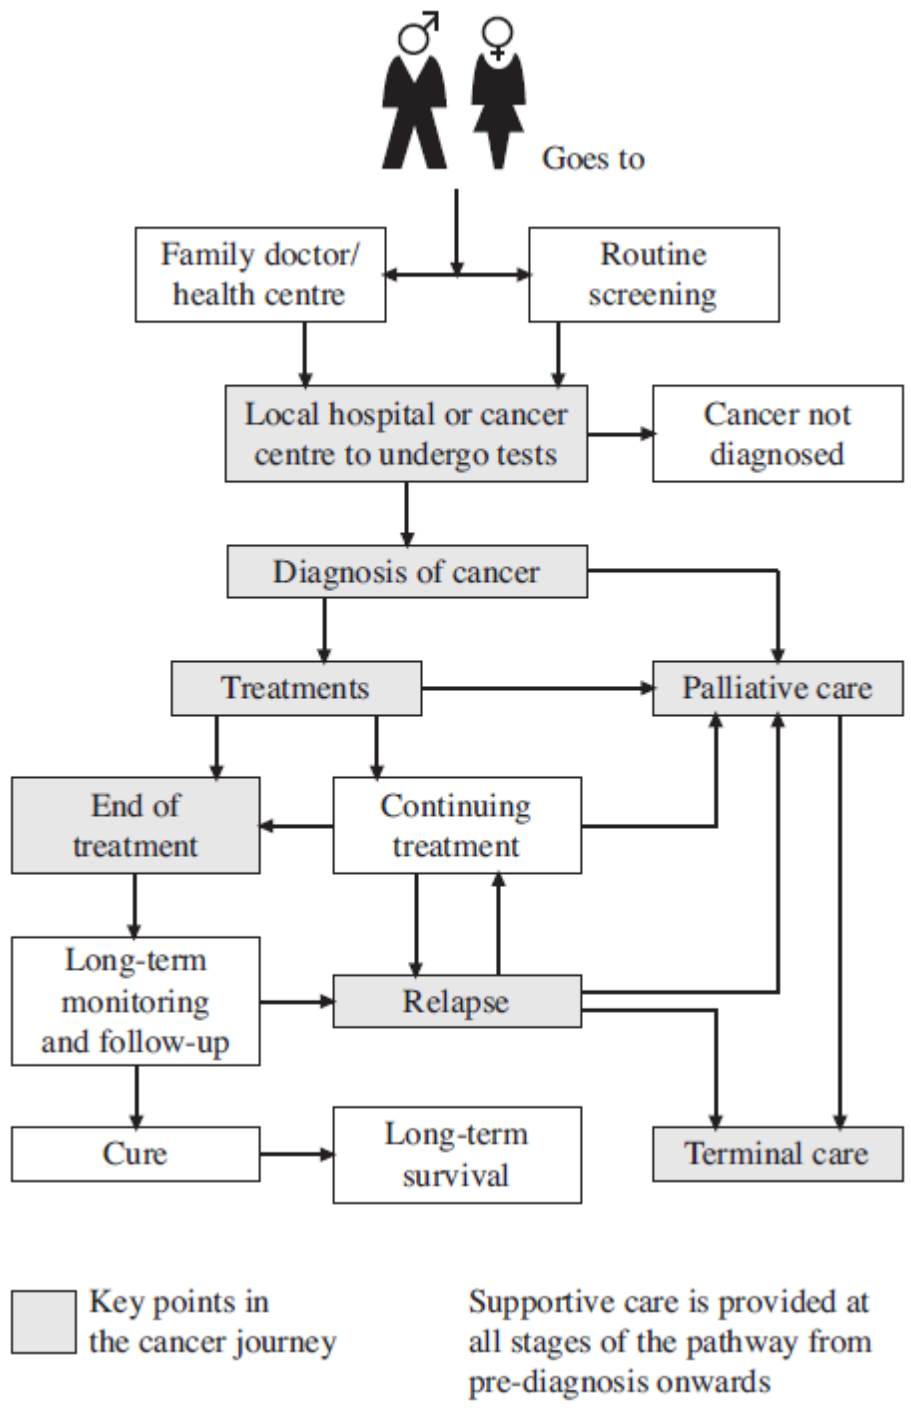 Goes to
Family doctor/
health centre
Routine
screening
Local hospital or cancer
centre to undergo tests
Cancer not
diagnosed
Diagnosis of cancer
Treatments
Palliative care
End of
treatment
Continuing
treatment
Long-term
monitoring
and follow-up
Relapse
Cure
Long-term
survival
Terminal care
Key points in
the cancer journey
Supportive care is provided at
all stages of the pathway from
pre-diagnosis onwards